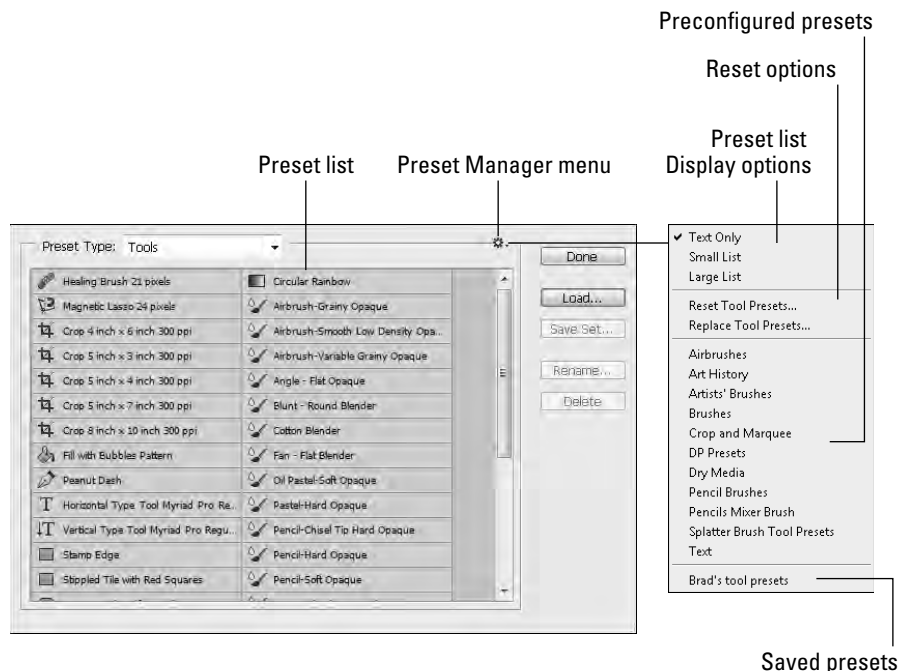 Preconfigured presets
Reset options
Preset list
Display options
Preset list
Preset Manager menu
Preset Type: Tools
Healing Brush 21 pixels
Magnetic Lasso 24 pixels
Crop 4 inch x 6 inch 300 ppi
Crop 5 inch x 3 inch 300 ppi
Crop 5 inch x 4 inch 300 ppi
Crop 5 inch x 7 inch 300 ppi
Crop 8 inch x 10 inch 300 ppi
Fill with Bubbles Pattern
Peanut Dash
Horizontal Type Tool Myriad Pro Re..
Vertical Type Tool Myriad Pro Regu...
Stamp Edge
Stippled Tile with Red Squares
Circular Rainbow
Airbrush-Grainy Opaque
Airbrush-Smooth Low Density Opa..
Airbrush-Variable Grainy Opaque
Angle - Flat Opaque
Blunt - Round Blender
Cotton Blender
Fan - Flat Blender
Oil Pastel-Soft Opaque
Pastel-Hard Opaque
Pencil-Chisel Tip Hard Opaque
Pencil-Hard Opaque
Pencil-Soft Opaque
Done
Load...
Save Set...
Rename...
Delete
Text Only
Small List
Large List
Reset Tool Presets...
Replace Tool Presets...
Airbrushes
Art History
Artists' Brushes
Brushes
Crop and Marquee
DP Presets
Dry Media
Pencil Brushes
Pencils Mixer Brush
Splatter Brush Tool Presets
Text
Brad's tool presets
Saved presets